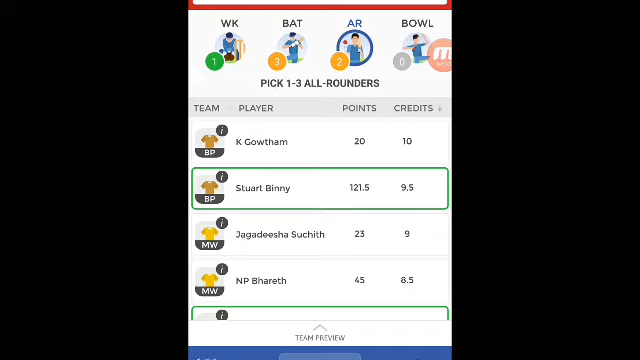 WK BAT AR BOWL
1 3 2 0
PICK 1-3 ALL-ROUNDERS
TEAM PLAYER POINTS CREDITS ↓
i
BP K Gowtham 20 10
i
BP Stuart Binny 121.5 9.5
i
MW Jagadeesha Suchith 23 9
i
MW NP Bhareth 45 8.5
i
TEAM PREVIEW